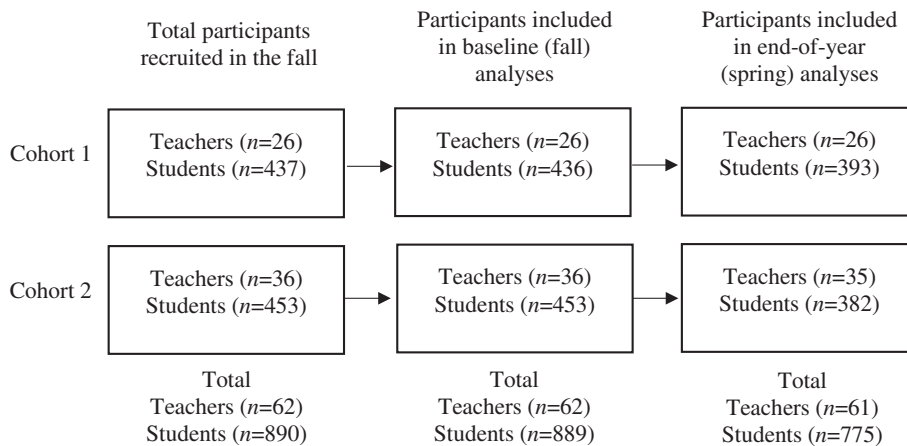 Total participants
recruited in the fall
Participants included
in baseline (fall)
analyses
Participants included
in end-of-year
(spring) analyses
Cohort 1
Teachers (n=26)
Students (n=437)
Teachers (n=26)
Students (n=436)
Teachers (n=26)
Students (n=393)
Cohort 2
Teachers (n=36)
Students (n=453)
Teachers (n=36)
Students (n=453)
Teachers (n=35)
Students (n=382)
Total
Teachers (n=62)
Students (n=890)
Total
Teachers (n=62)
Students (n=889)
Total
Teachers (n=61)
Students (n=775)